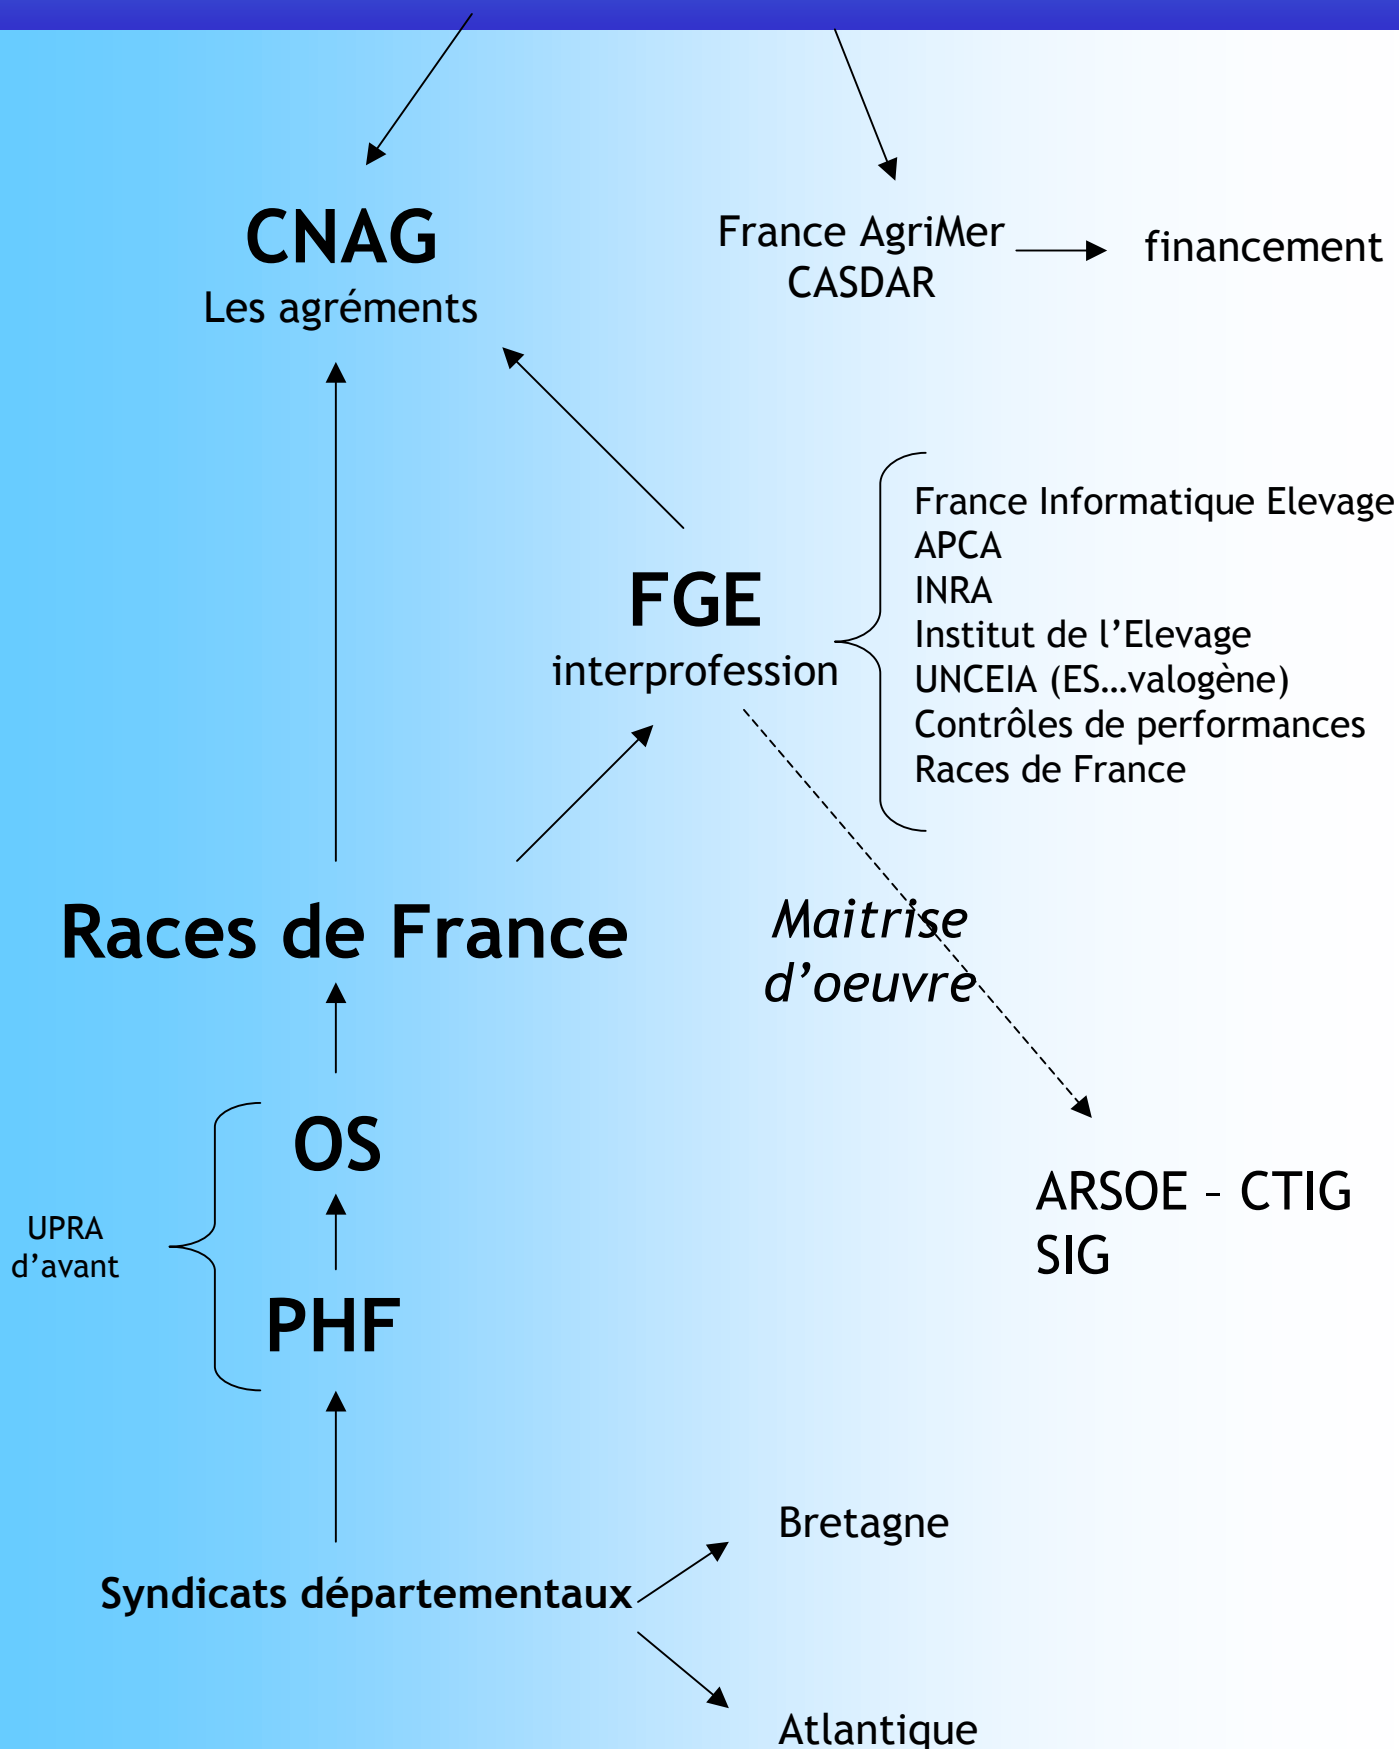 CNAG
Les agréments
France AgriMer
CASDAR
financement
FGE
interprofession
France Informatique Elevage
APCA
INRA
Institut de l’Elevage
UNCEIA (ES…valogène)
Contrôles de performances
Races de France
Races de France
Maitrise
d’oeuvre
OS
UPRA
d’avant
PHF
ARSOE – CTIG
SIG
Syndicats départementaux
Bretagne
Atlantique